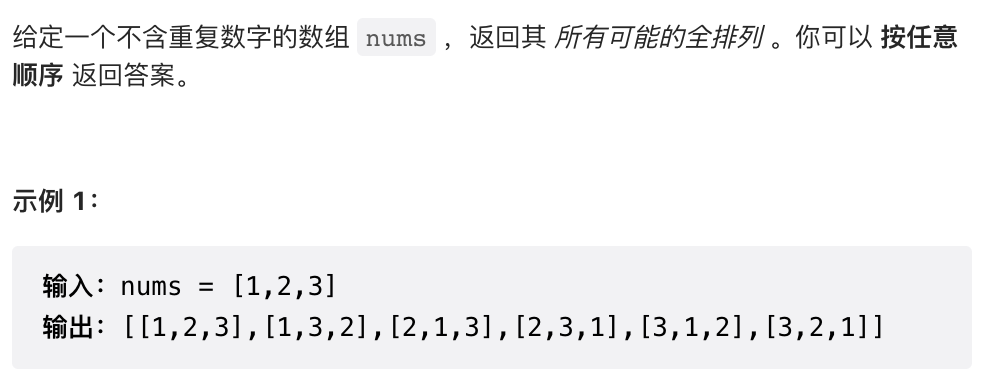 给定一个不含重复数字的数组 nums ，返回其 所有可能的全排列 。你可以 按任意
顺序 返回答案。
示例 1：
输入：nums = [1,2,3]
输出：[[1,2,3],[1,3,2],[2,1,3],[2,3,1],[3,1,2],[3,2,1]]